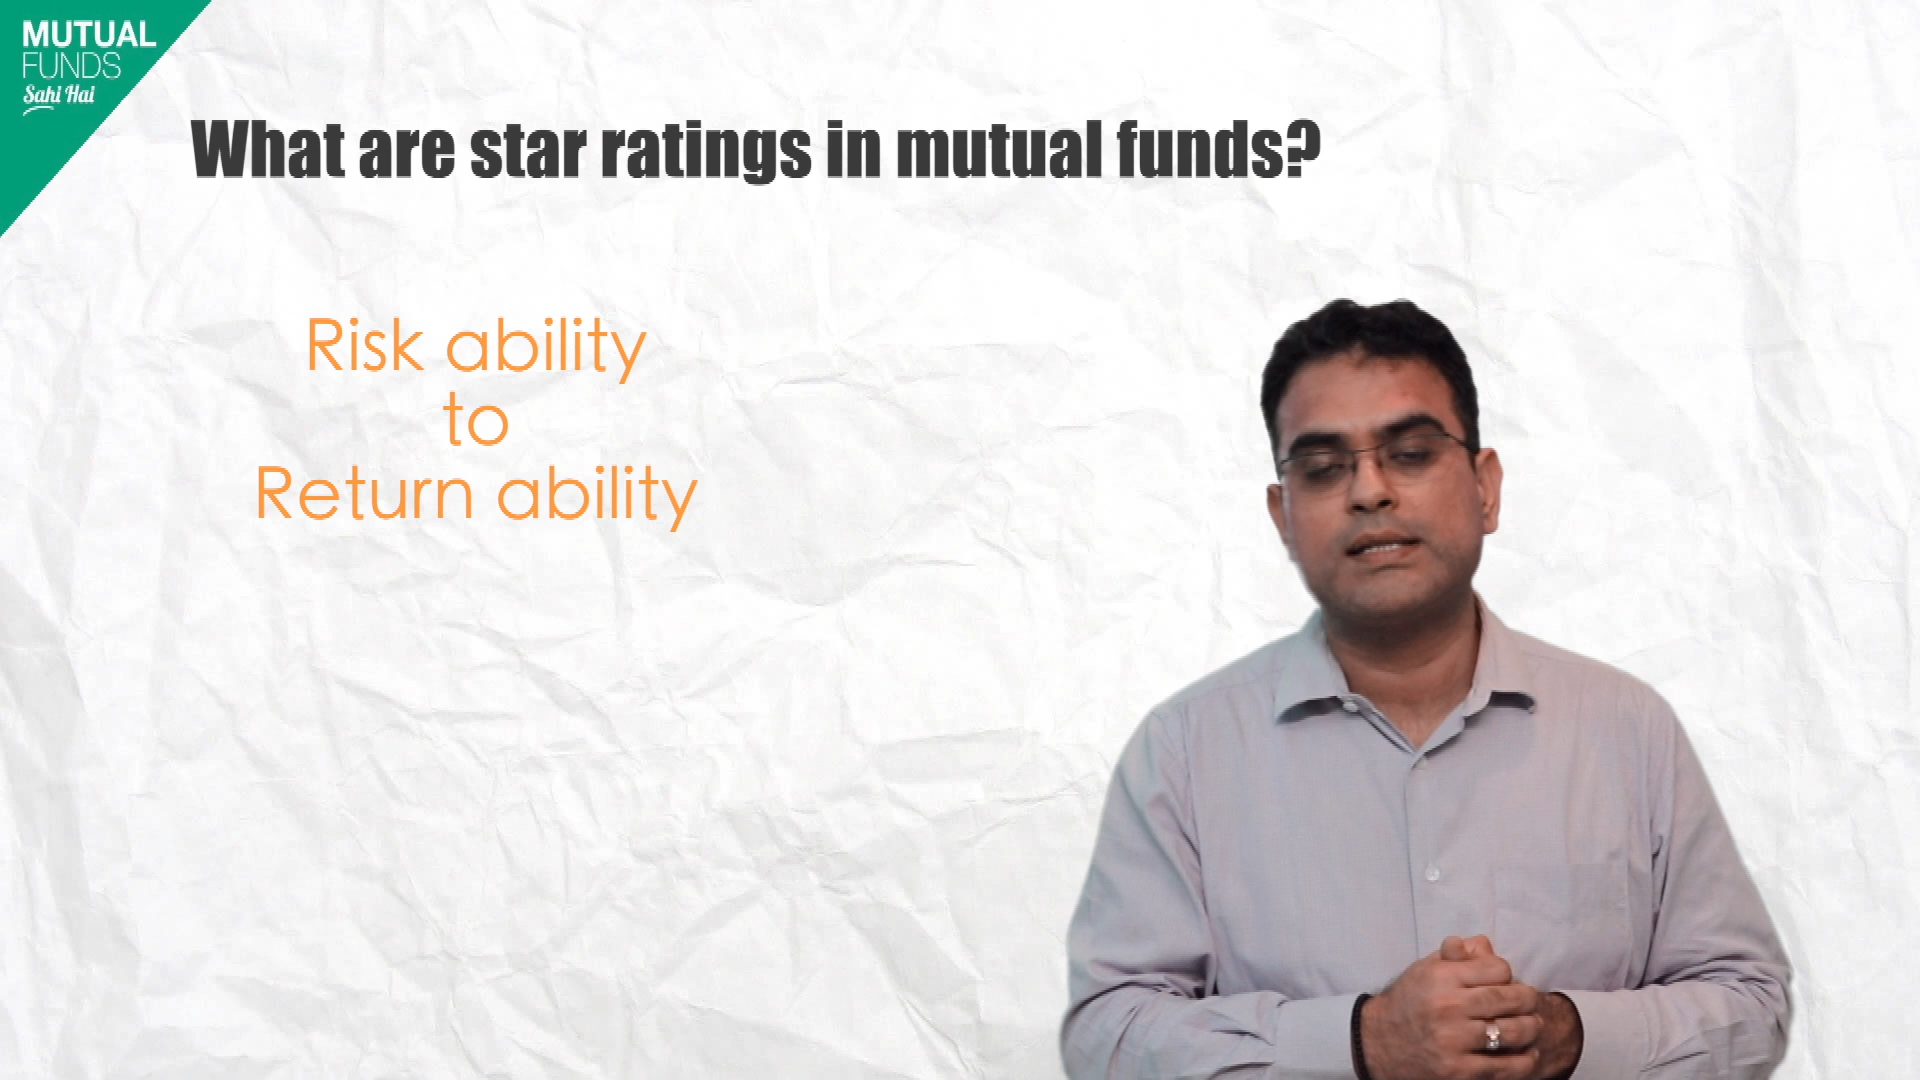 MUTUAL
FUNDS
Sahi Hai
What are star ratings in mutual funds?
Risk ability
to
Return ability